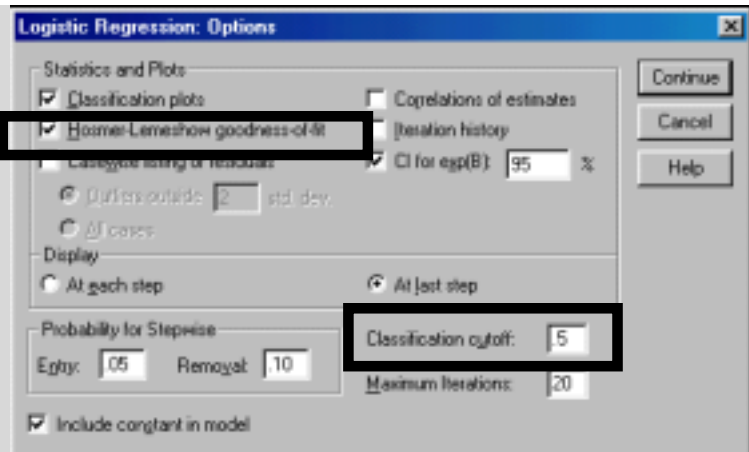 Logistic Regression: Options
Statistics and Plots
Classification plots
Correlations of estimates
Hosmer-Lemeshow goodness-of-fit
Iteration history
Casewise listing of residuals
CI for exp(B): 95 %
Outliers outside 2 std. dev.
All cases
Display
At each step
At last step
Probability for Stepwise
Entry: .05 Removal: .10
Classification cutoff: .5
Maximum Iterations: 20
Include constant in model
Continue
Cancel
Help